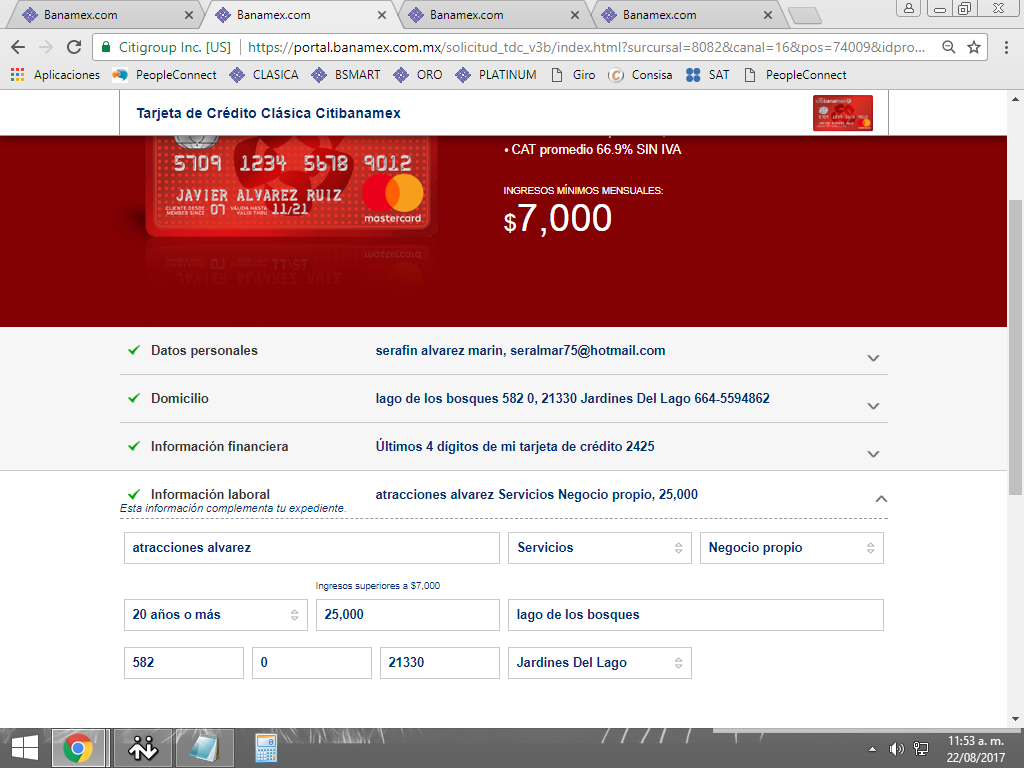 Banamex.com Banamex.com Banamex.com Banamex.com
Citigroup Inc. [US] https://portal.banamex.com.mx/solicitud_tdc_v3b/index.html?surcursal=8082&canal=16&pos=74009&idpro...
Aplicaciones PeopleConnect CLASICA BSMART ORO PLATINUM Giro Consisa SAT PeopleConnect
Tarjeta de Crédito Clásica Citibanamex
• CAT promedio 66.9% SIN IVA
5709 1234 5678 9012
JAVIER ALVAREZ RUIZ
CLIENTE DESDE MEMBER SINCE 07 VÁLIDA HASTA VALID THRU 11/21
mastercard
INGRESOS MÍNIMOS MENSUALES:
$7,000
Datos personales serafin alvarez marin, seralmar75@hotmail.com
Domicilio lago de los bosques 582 0, 21330 Jardines Del Lago 664-5594862
Información financiera Últimos 4 dígitos de mi tarjeta de crédito 2425
Información laboral atracciones alvarez Servicios Negocio propio, 25,000
Esta información complementa tu expediente.
atracciones alvarez Servicios Negocio propio
Ingresos superiores a $7,000
20 años o más 25,000 lago de los bosques
582 0 21330 Jardines Del Lago
11:53 a. m.
22/08/2017